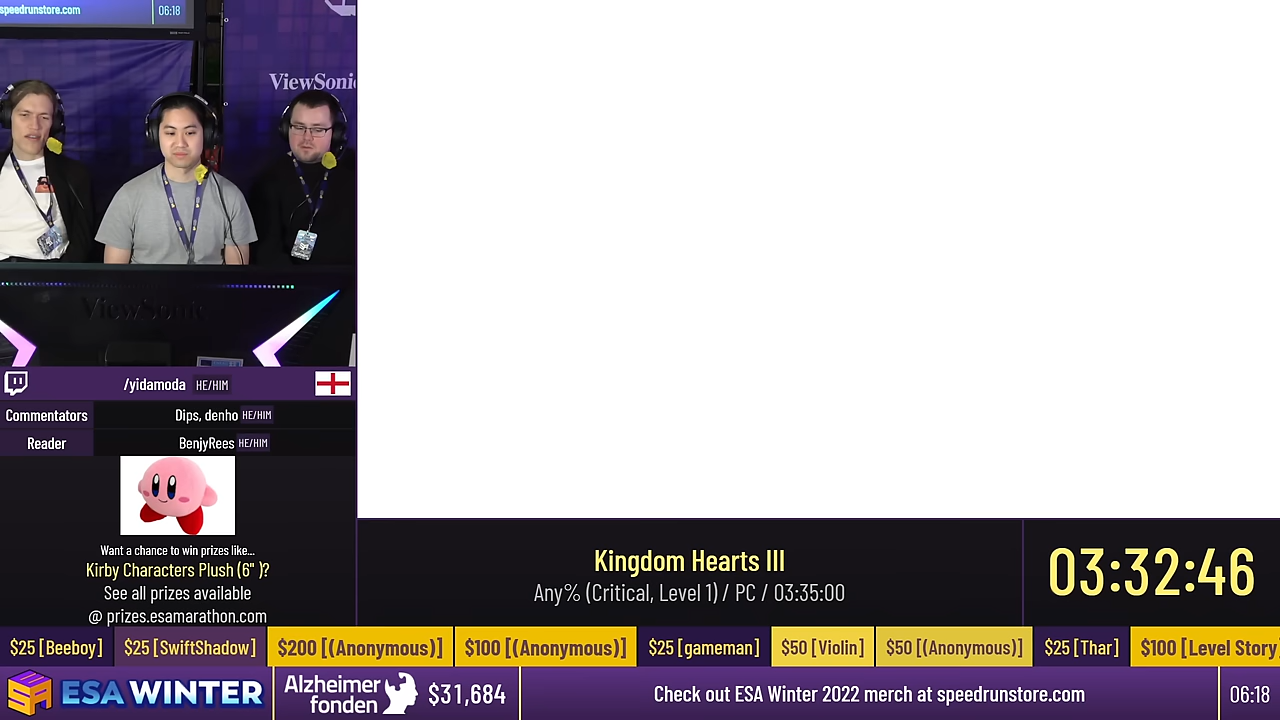 speedrunstore.com
06:18
ViewSonic
ViewSonic
/yidamoda HE/HIM
Commentators Dips, denho HE/HIM
Reader BenjyRees HE/HIM
Want a chance to win prizes like...
Kirby Characters Plush (6" )?
See all prizes available
@ prizes.esamarathon.com
Kingdom Hearts III
Any% (Critical, Level 1) / PC / 03:35:00
03:32:46
$25 [Beeboy] $25 [SwiftShadow] $200 [(Anonymous)] $100 [(Anonymous)] $25 [gameman] $50 [Violin] $50 [(Anonymous)] $25 [Thar] $100 [Level Story
ESA WINTER
Alzheimer
fonden
$31,684
Check out ESA Winter 2022 merch at speedrunstore.com
06:18